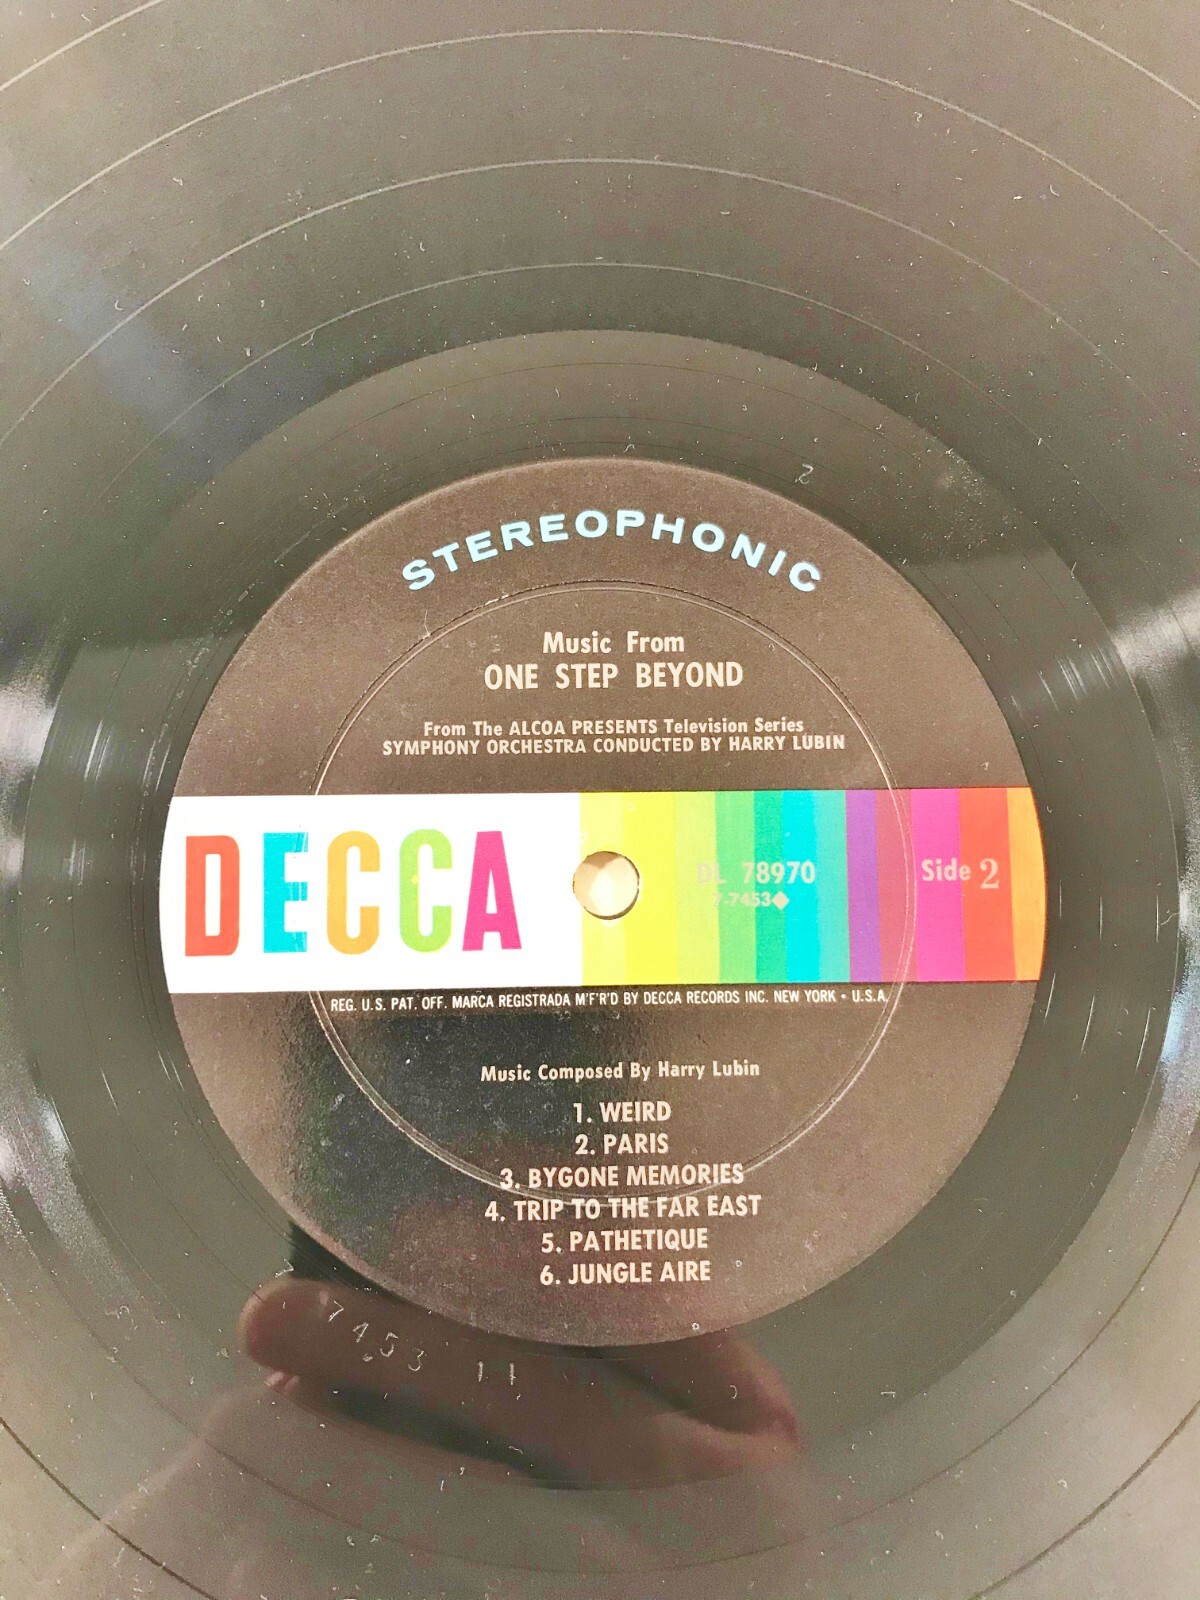 2
STEREOPHONIC
Music From
ONE STEP BEYOND
From The ALCOA PRESENTS Television Series
SYMPHONY ORCHESTRA CONDUCTED BY HARRY LUBIN
DECCA
DL 78970
7-7453◆
Side 2
REG. U.S. PAT. OFF. MARCA REGISTRADA M'F'R'D BY DECCA RECORDS INC. NEW YORK • U.S.A.
Music Composed By Harry Lubin
1. WEIRD
2. PARIS
3. BYGONE MEMORIES
4. TRIP TO THE FAR EAST
5. PATHETIQUE
6. JUNGLE AIRE
7453 11